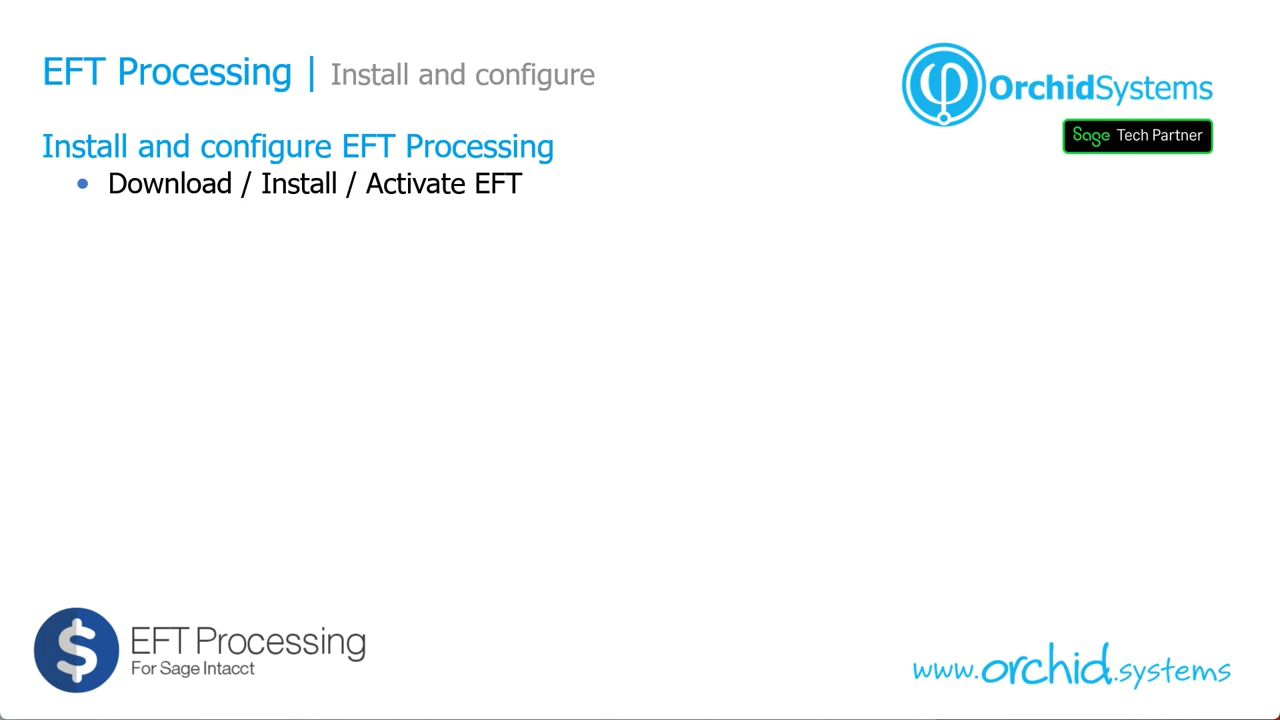 EFT Processing | Install and configure
OrchidSystems
Sage Tech Partner
Install and configure EFT Processing
• Download / Install / Activate EFT
$ EFT Processing
For Sage Intacct
www.orchid.systems